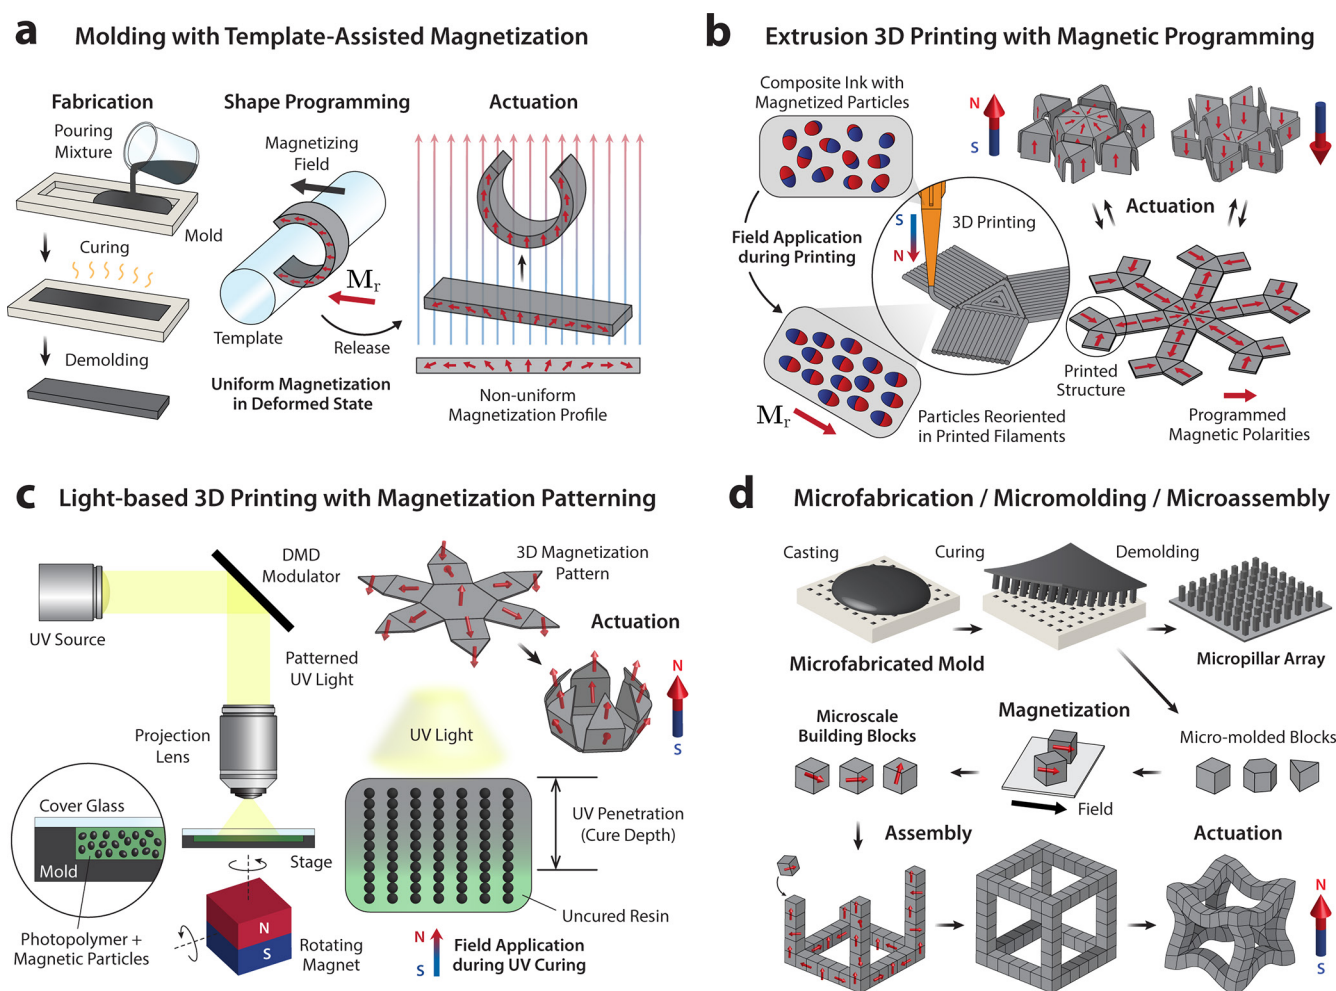 a Molding with Template-Assisted Magnetization
Fabrication
Pouring
Mixture
Mold
Curing
Demolding
Shape Programming
Magnetizing
Field
Mr
Template
Release
Uniform Magnetization
in Deformed State
Actuation
Non-uniform
Magnetization Profile
b Extrusion 3D Printing with Magnetic Programming
Composite Ink with
Magnetized Particles
N
S
Actuation
Field Application
during Printing
S
N
3D Printing
Mr
Particles Reoriented
in Printed Filaments
Printed
Structure
Programmed
Magnetic Polarities
c Light-based 3D Printing with Magnetization Patterning
DMD
Modulator
UV Source
Patterned
UV Light
Projection
Lens
Cover Glass
Mold
Stage
Photopolymer +
Magnetic Particles
N
S
Rotating
Magnet
3D Magnetization
Pattern
Actuation
N
S
UV Light
UV Penetration
(Cure Depth)
Uncured Resin
N
S
Field Application
during UV Curing
d Microfabrication / Micromolding / Microassembly
Casting
Curing
Demolding
Microfabricated Mold
Micropillar Array
Microscale
Building Blocks
Magnetization
Field
Micro-molded Blocks
Assembly
Actuation
N
S